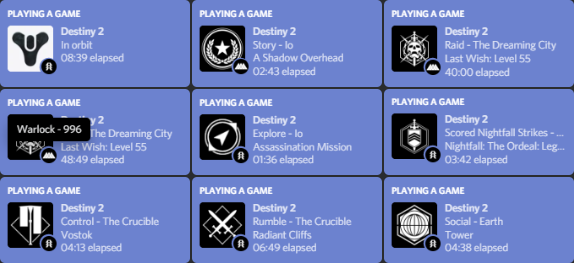 PLAYING A GAME
Destiny 2
In orbit
08:39 elapsed
PLAYING A GAME
Destiny 2
Story - Io
A Shadow Overhead
02:43 elapsed
PLAYING A GAME
Destiny 2
Raid - The Dreaming City
Last Wish: Level 55
40:00 elapsed
PLAYING A GAME
Warlock - 996
Destiny 2
The Dreaming City
Last Wish: Level 55
48:49 elapsed
PLAYING A GAME
Destiny 2
Explore - Io
Assassination Mission
01:36 elapsed
PLAYING A GAME
Destiny 2
Scored Nightfall Strikes - ...
Nightfall: The Ordeal: Leg...
03:42 elapsed
PLAYING A GAME
Destiny 2
Control - The Crucible
Vostok
04:13 elapsed
PLAYING A GAME
Destiny 2
Rumble - The Crucible
Radiant Cliffs
06:49 elapsed
PLAYING A GAME
Destiny 2
Social - Earth
Tower
04:38 elapsed